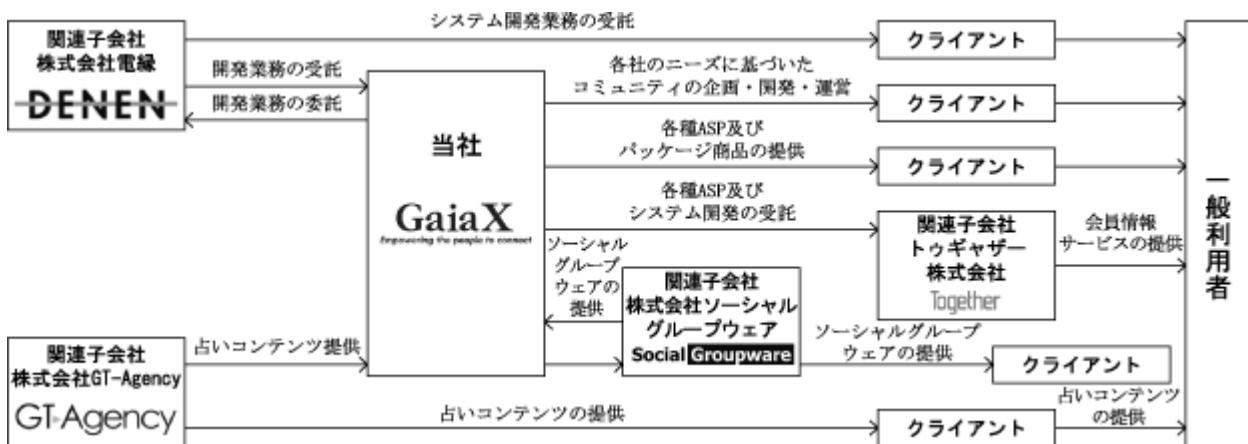 関連子会社
株式会社電縁
DENEN
システム開発業務の受託
クライアント
開発業務の受託
開発業務の委託
当社
GaiaX
Empowering the people to connect
各社のニーズに基づいた
コミュニティの企画・開発・運営
クライアント
各種ASP及び
パッケージ商品の提供
クライアント
各種ASP及び
システム開発の受託
関連子会社
トゥギャザー
株式会社
Together
会員情報
サービスの提供
一般利用者
ソーシャル
グループ
ウェアの
提供
関連子会社
株式会社ソーシャル
グループウェア
Social Groupware
ソーシャルグループ
ウェアの提供
クライアント
関連子会社
株式会社GT-Agency
GT-Agency
占いコンテンツ提供
占いコンテンツの提供
クライアント
占いコンテンツ
の提供